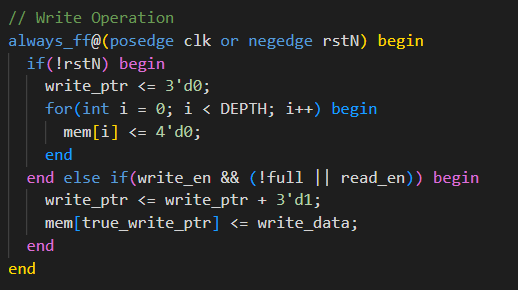 // Write Operation
always_ff@(posedge clk or negedge rstN) begin
  if(!rstN) begin
    write_ptr <= 3'd0;
    for(int i = 0; i < DEPTH; i++) begin
      mem[i] <= 4'd0;
    end
  end else if(write_en && (!full || read_en)) begin
    write_ptr <= write_ptr + 3'd1;
    mem[true_write_ptr] <= write_data;
  end
end